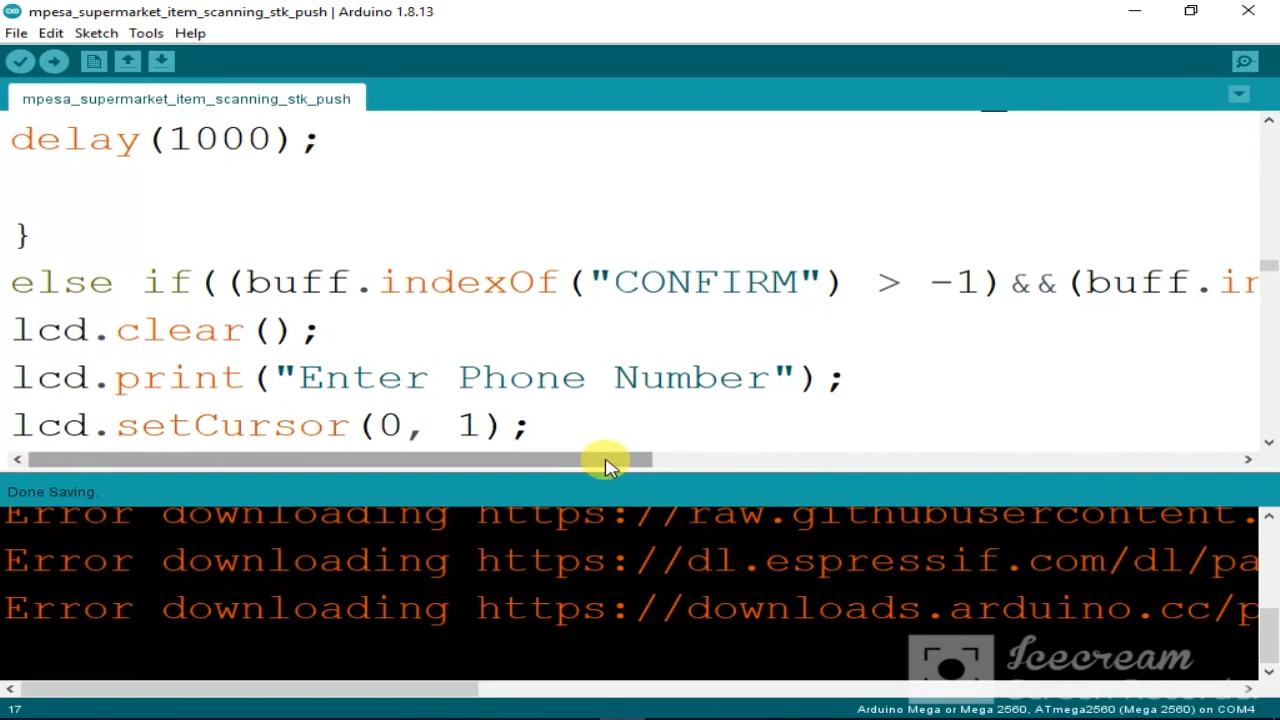 mpesa_supermarket_item_scanning_stk_push | Arduino 1.8.13
File Edit Sketch Tools Help
mpesa_supermarket_item_scanning_stk_push
delay(1000);
}
else if((buff.indexOf("CONFIRM") > -1)&&(buff.in
lcd.clear();
lcd.print("Enter Phone Number");
lcd.setCursor(0, 1);
Done Saving.
Error downloading https://raw.githubusercontent.
Error downloading https://dl.espressif.com/dl/pa
Error downloading https://downloads.arduino.cc/p
Icecream
Screen Recorder
17
Arduino Mega or Mega 2560, ATmega2560 (Mega 2560) on COM4